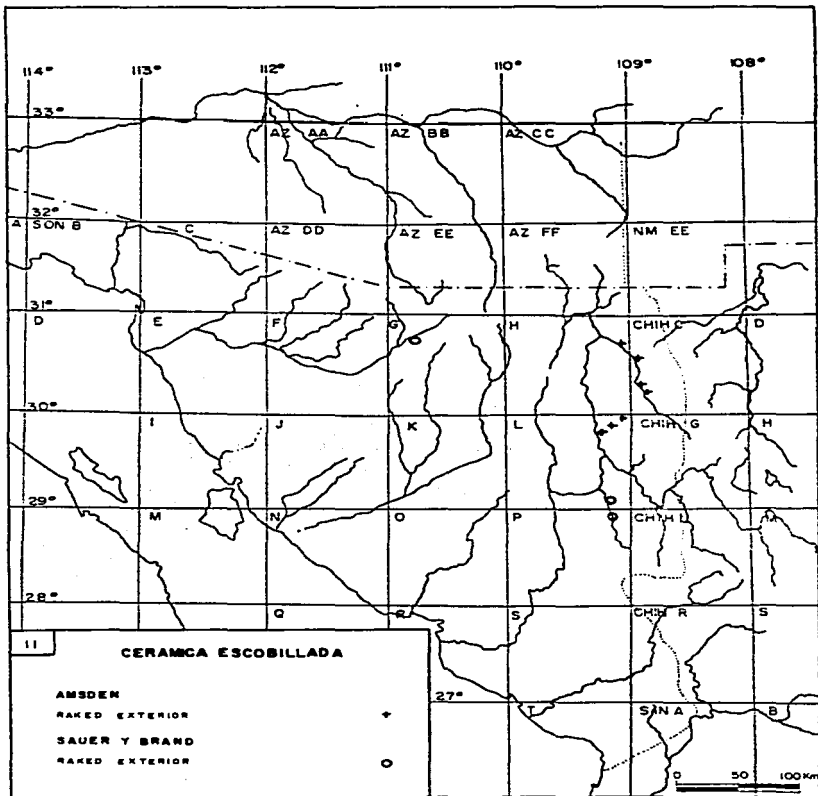 114° 113° 112° 111° 110° 109° 108°
33°
AZ AA AZ BB AZ CC
32°
A SON B C AZ DD AZ EE AZ FF NM EE
31°
D E F G H CHIH C D
30°
I J K L CHIH G H
29°
M N O P CHIH L M
28°
Q R S CHIH R S
27°
T SIN A B
11
CERAMICA ESCOBILLADA
AMSDEN
RAKED EXTERIOR +
SAUER Y BRAND
RAKED EXTERIOR o
0 50 100 Km